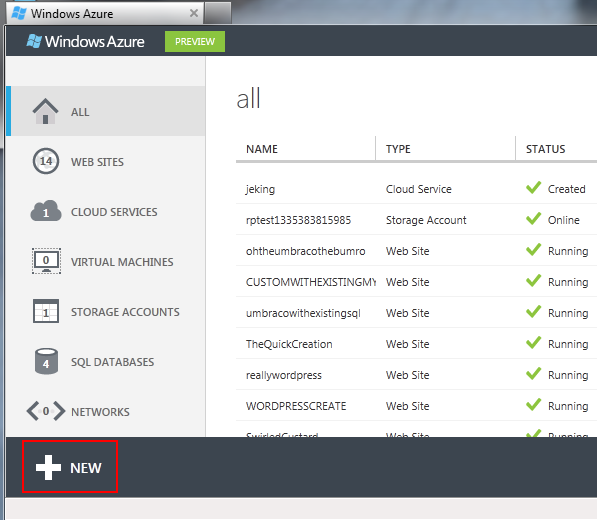 Windows Azure
Windows Azure PREVIEW
all
ALL
14 WEB SITES
1 CLOUD SERVICES
0 VIRTUAL MACHINES
1 STORAGE ACCOUNTS
4 SQL DATABASES
0 NETWORKS
NAME TYPE STATUS
jeking Cloud Service Created
rptest1335383815985 Storage Account Online
ohtheumbracothebumro Web Site Running
CUSTOMWITHEXISTINGMY Web Site Running
umbracowithexistingsql Web Site Running
TheQuickCreation Web Site Running
reallywordpress Web Site Running
WORDPRESSCREATE Web Site Running
SwirledCustard Web Site Running
NEW